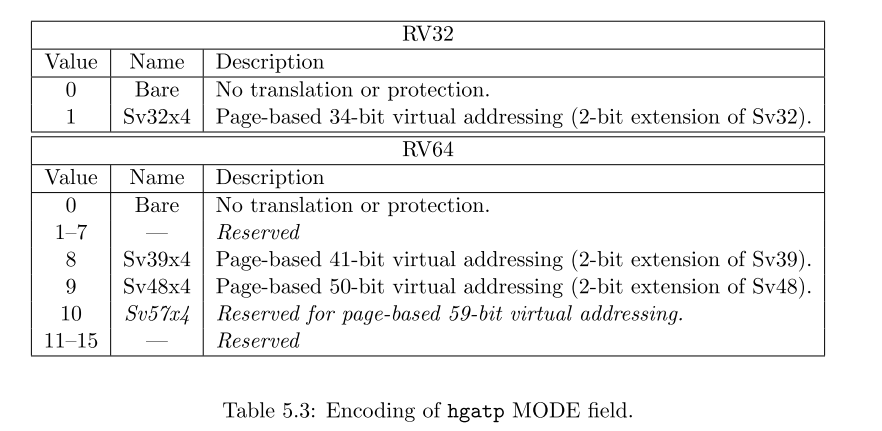 RV32
Value Name Description
0 Bare No translation or protection.
1 Sv32x4 Page-based 34-bit virtual addressing (2-bit extension of Sv32).
RV64
Value Name Description
0 Bare No translation or protection.
1–7 — Reserved
8 Sv39x4 Page-based 41-bit virtual addressing (2-bit extension of Sv39).
9 Sv48x4 Page-based 50-bit virtual addressing (2-bit extension of Sv48).
10 Sv57x4 Reserved for page-based 59-bit virtual addressing.
11–15 — Reserved
Table 5.3: Encoding of hgatp MODE field.